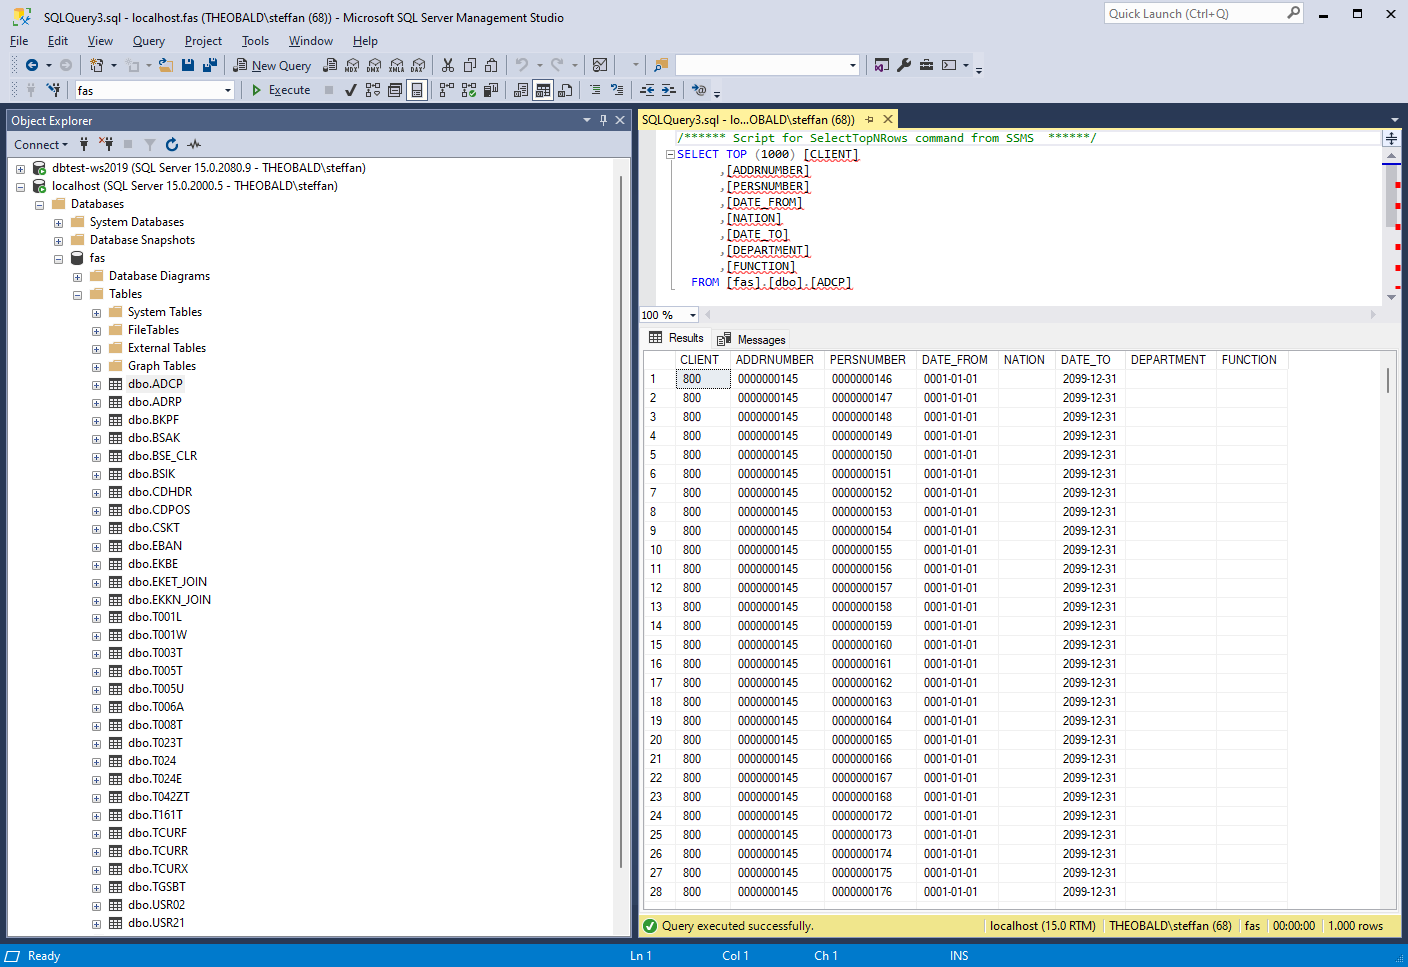 SQLQuery3.sql - localhost.fas (THEOBALD\steffan (68)) - Microsoft SQL Server Management Studio
Quick Launch (Ctrl+Q)
File Edit View Query Project Tools Window Help
New Query MDX DMX XMLA DAX
fas Execute
Object Explorer
Connect
dbtest-ws2019 (SQL Server 15.0.2080.9 - THEOBALD\steffan)
localhost (SQL Server 15.0.2000.5 - THEOBALD\steffan)
Databases
System Databases
Database Snapshots
fas
Database Diagrams
Tables
System Tables
FileTables
External Tables
Graph Tables
dbo.ADCP
dbo.ADRP
dbo.BKPF
dbo.BSAK
dbo.BSE_CLR
dbo.BSIK
dbo.CDHDR
dbo.CDPOS
dbo.CSKT
dbo.EBAN
dbo.EKBE
dbo.EKET_JOIN
dbo.EKKN_JOIN
dbo.T001L
dbo.T001W
dbo.T003T
dbo.T005T
dbo.T005U
dbo.T006A
dbo.T008T
dbo.T023T
dbo.T024
dbo.T024E
dbo.T042ZT
dbo.T161T
dbo.TCURF
dbo.TCURR
dbo.TCURX
dbo.TGSBT
dbo.USR02
dbo.USR21
SQLQuery3.sql - lo...OBALD\steffan (68))
/****** Script for SelectTopNRows command from SSMS ******/
SELECT TOP (1000) [CLIENT]
,[ADDRNUMBER]
,[PERSNUMBER]
,[DATE_FROM]
,[NATION]
,[DATE_TO]
,[DEPARTMENT]
,[FUNCTION]
FROM [fas].[dbo].[ADCP]
100 %
Results Messages
CLIENT ADDRNUMBER PERSNUMBER DATE_FROM NATION DATE_TO DEPARTMENT FUNCTION
1 800 0000000145 0000000146 0001-01-01 2099-12-31
2 800 0000000145 0000000147 0001-01-01 2099-12-31
3 800 0000000145 0000000148 0001-01-01 2099-12-31
4 800 0000000145 0000000149 0001-01-01 2099-12-31
5 800 0000000145 0000000150 0001-01-01 2099-12-31
6 800 0000000145 0000000151 0001-01-01 2099-12-31
7 800 0000000145 0000000152 0001-01-01 2099-12-31
8 800 0000000145 0000000153 0001-01-01 2099-12-31
9 800 0000000145 0000000154 0001-01-01 2099-12-31
10 800 0000000145 0000000155 0001-01-01 2099-12-31
11 800 0000000145 0000000156 0001-01-01 2099-12-31
12 800 0000000145 0000000157 0001-01-01 2099-12-31
13 800 0000000145 0000000158 0001-01-01 2099-12-31
14 800 0000000145 0000000159 0001-01-01 2099-12-31
15 800 0000000145 0000000160 0001-01-01 2099-12-31
16 800 0000000145 0000000161 0001-01-01 2099-12-31
17 800 0000000145 0000000162 0001-01-01 2099-12-31
18 800 0000000145 0000000163 0001-01-01 2099-12-31
19 800 0000000145 0000000164 0001-01-01 2099-12-31
20 800 0000000145 0000000165 0001-01-01 2099-12-31
21 800 0000000145 0000000166 0001-01-01 2099-12-31
22 800 0000000145 0000000167 0001-01-01 2099-12-31
23 800 0000000145 0000000168 0001-01-01 2099-12-31
24 800 0000000145 0000000172 0001-01-01 2099-12-31
25 800 0000000145 0000000173 0001-01-01 2099-12-31
26 800 0000000145 0000000174 0001-01-01 2099-12-31
27 800 0000000145 0000000175 0001-01-01 2099-12-31
28 800 0000000145 0000000176 0001-01-01 2099-12-31
Query executed successfully. localhost (15.0 RTM) THEOBALD\steffan (68) fas 00:00:00 1.000 rows
Ready Ln 1 Col 1 Ch 1 INS